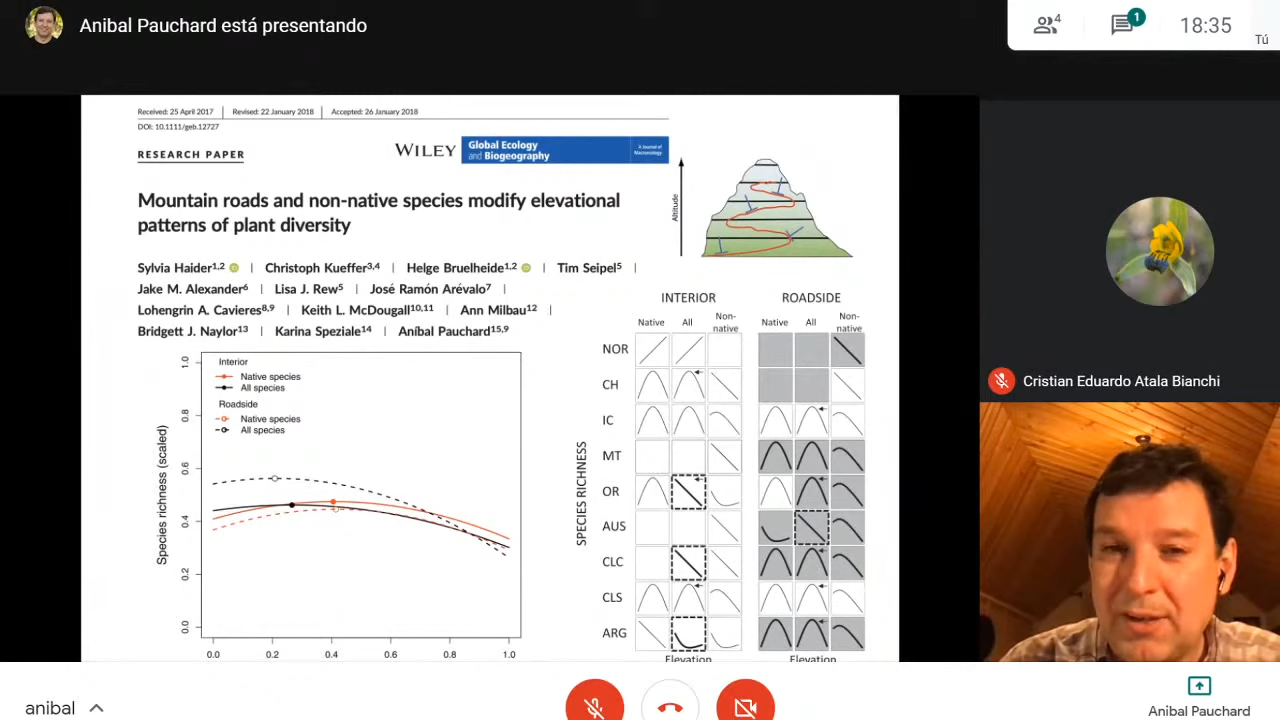 Anibal Pauchard está presentando
4
1
18:35
Tú
Received: 25 April 2017 | Revised: 22 January 2018 | Accepted: 26 January 2018
DOI: 10.1111/geb.12727
RESEARCH PAPER
WILEY
Global Ecology
and Biogeography
A Journal of
Macroecology
Mountain roads and non-native species modify elevational
patterns of plant diversity
Sylvia Haider1,2 | Christoph Kueffer3,4 | Helge Bruelheide1,2 | Tim Seipel5 |
Jake M. Alexander6 | Lisa J. Rew5 | José Ramón Arévalo7 |
Lohengrin A. Cavieres8,9 | Keith L. McDougall10,11 | Ann Milbau12 |
Bridgett J. Naylor13 | Karina Speziale14 | Aníbal Pauchard15,9
Altitude
Interior
Native species
All species
Roadside
Native species
All species
Species richness (scaled)
1.0
0.8
0.6
0.4
0.2
0.0
0.0 0.2 0.4 0.6 0.8 1.0
INTERIOR ROADSIDE
Native All Non-native Native All Non-native
SPECIES RICHNESS
NOR
CH
IC
MT
OR
AUS
CLC
CLS
ARG
Elevation Elevation
Cristian Eduardo Atala Bianchi
anibal
Anibal Pauchard